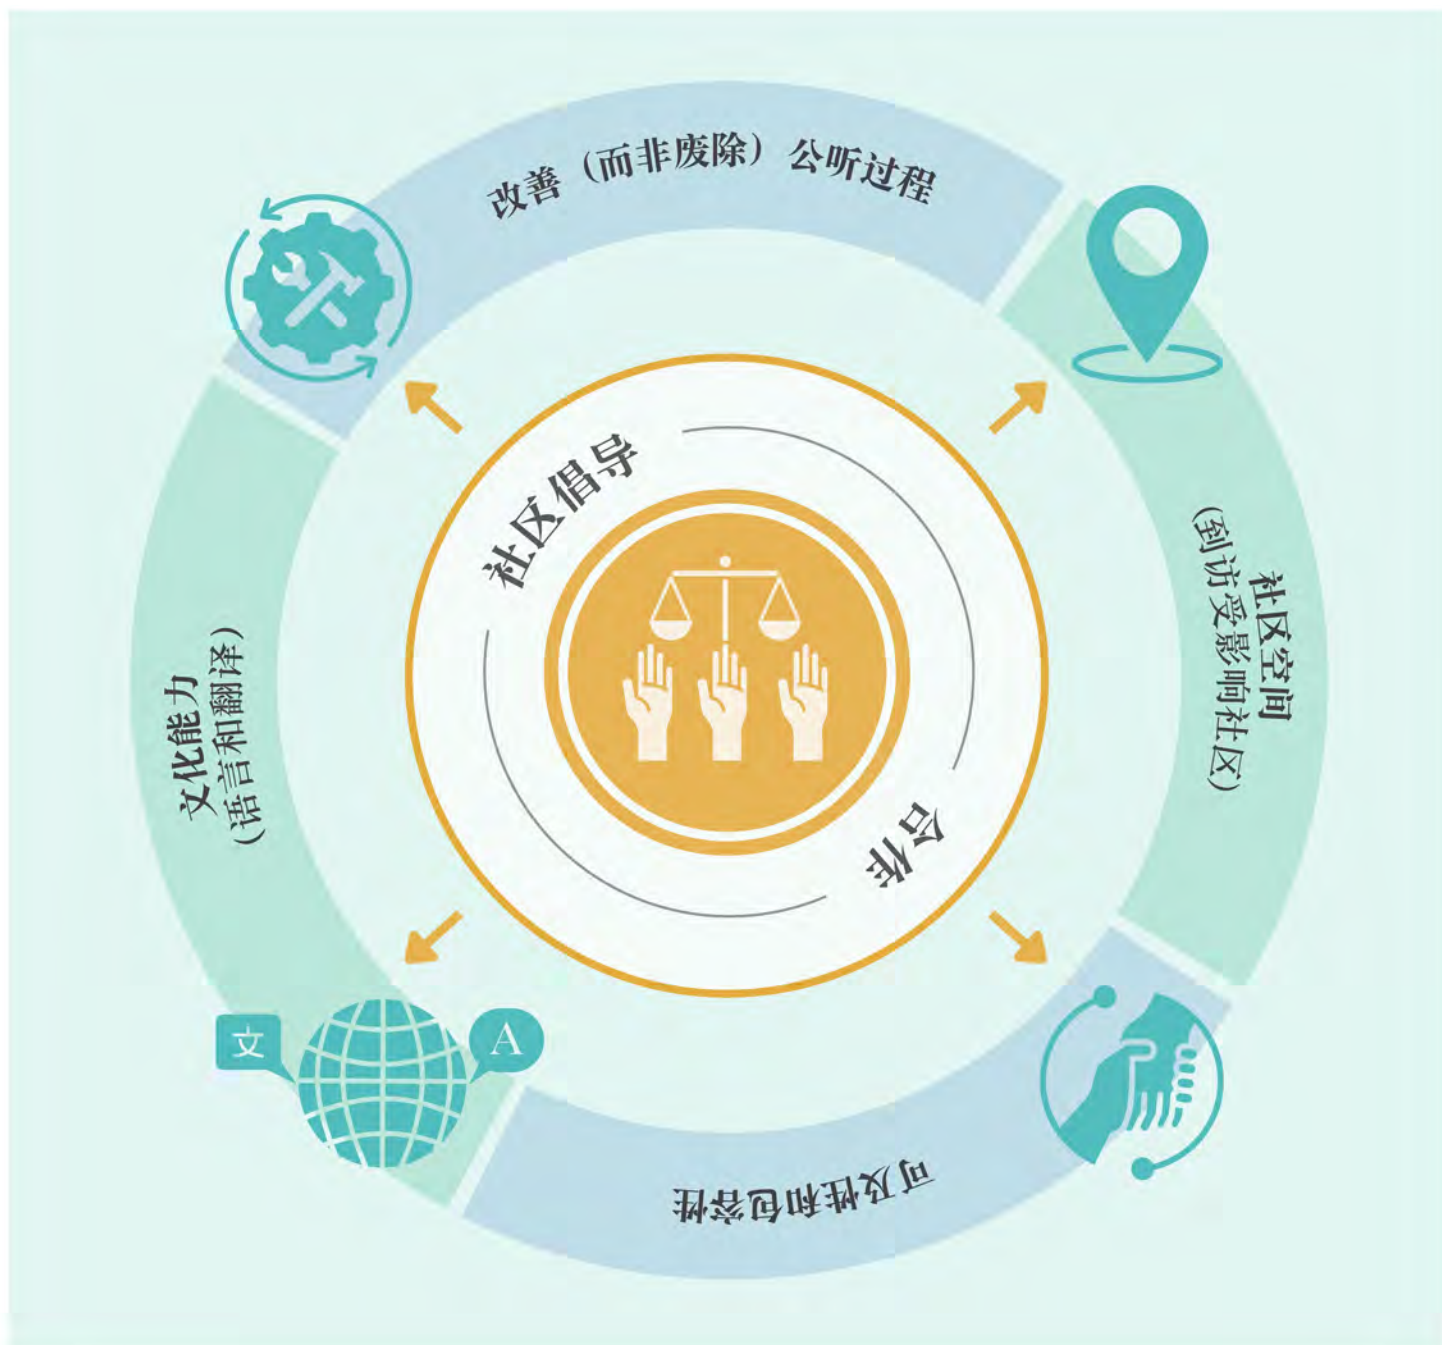 改善（而非废除）公听过程
社区空间
(到访受影响社区)
可及性和包容性
文化能力
(语言和翻译)
社区倡导
合作
文
A